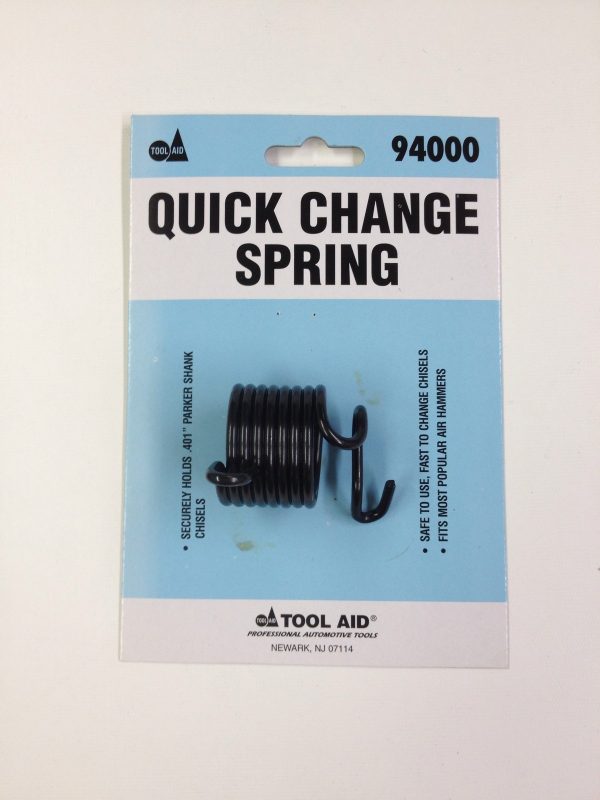 TOOL AID
94000
QUICK CHANGE
SPRING
• SECURELY HOLDS .401" PARKER SHANK
CHISELS
• SAFE TO USE, FAST TO CHANGE CHISELS
• FITS MOST POPULAR AIR HAMMERS
TOOL AID TOOL AID®
PROFESSIONAL AUTOMOTIVE TOOLS
NEWARK, NJ 07114